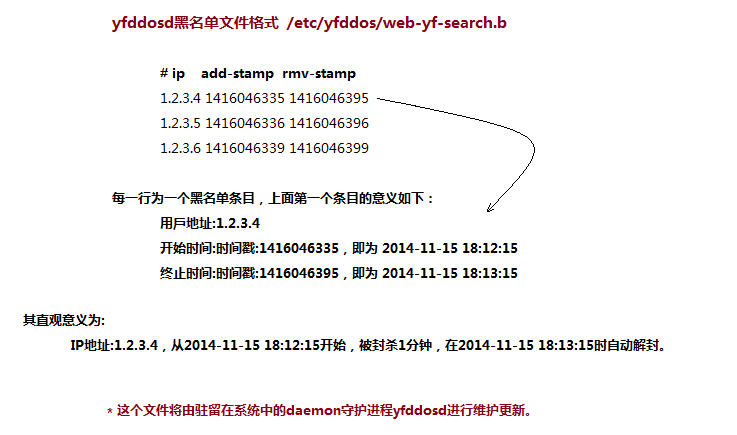 yfddosd黑名单文件格式 /etc/yfddos/web-yf-search.b
# ip add-stamp rmv-stamp
1.2.3.4 1416046335 1416046395
1.2.3.5 1416046336 1416046396
1.2.3.6 1416046339 1416046399
每一行为一个黑名单条目，上面第一个条目的意义如下：
用戶地址:1.2.3.4
开始时间:时间戳:1416046335，即为 2014-11-15 18:12:15
终止时间:时间戳:1416046395，即为 2014-11-15 18:13:15
其直观意义为:
IP地址:1.2.3.4，从2014-11-15 18:12:15开始，被封杀1分钟，在2014-11-15 18:13:15时自动解封。
* 这个文件将由驻留在系统中的daemon守护进程yfddosd进行维护更新。